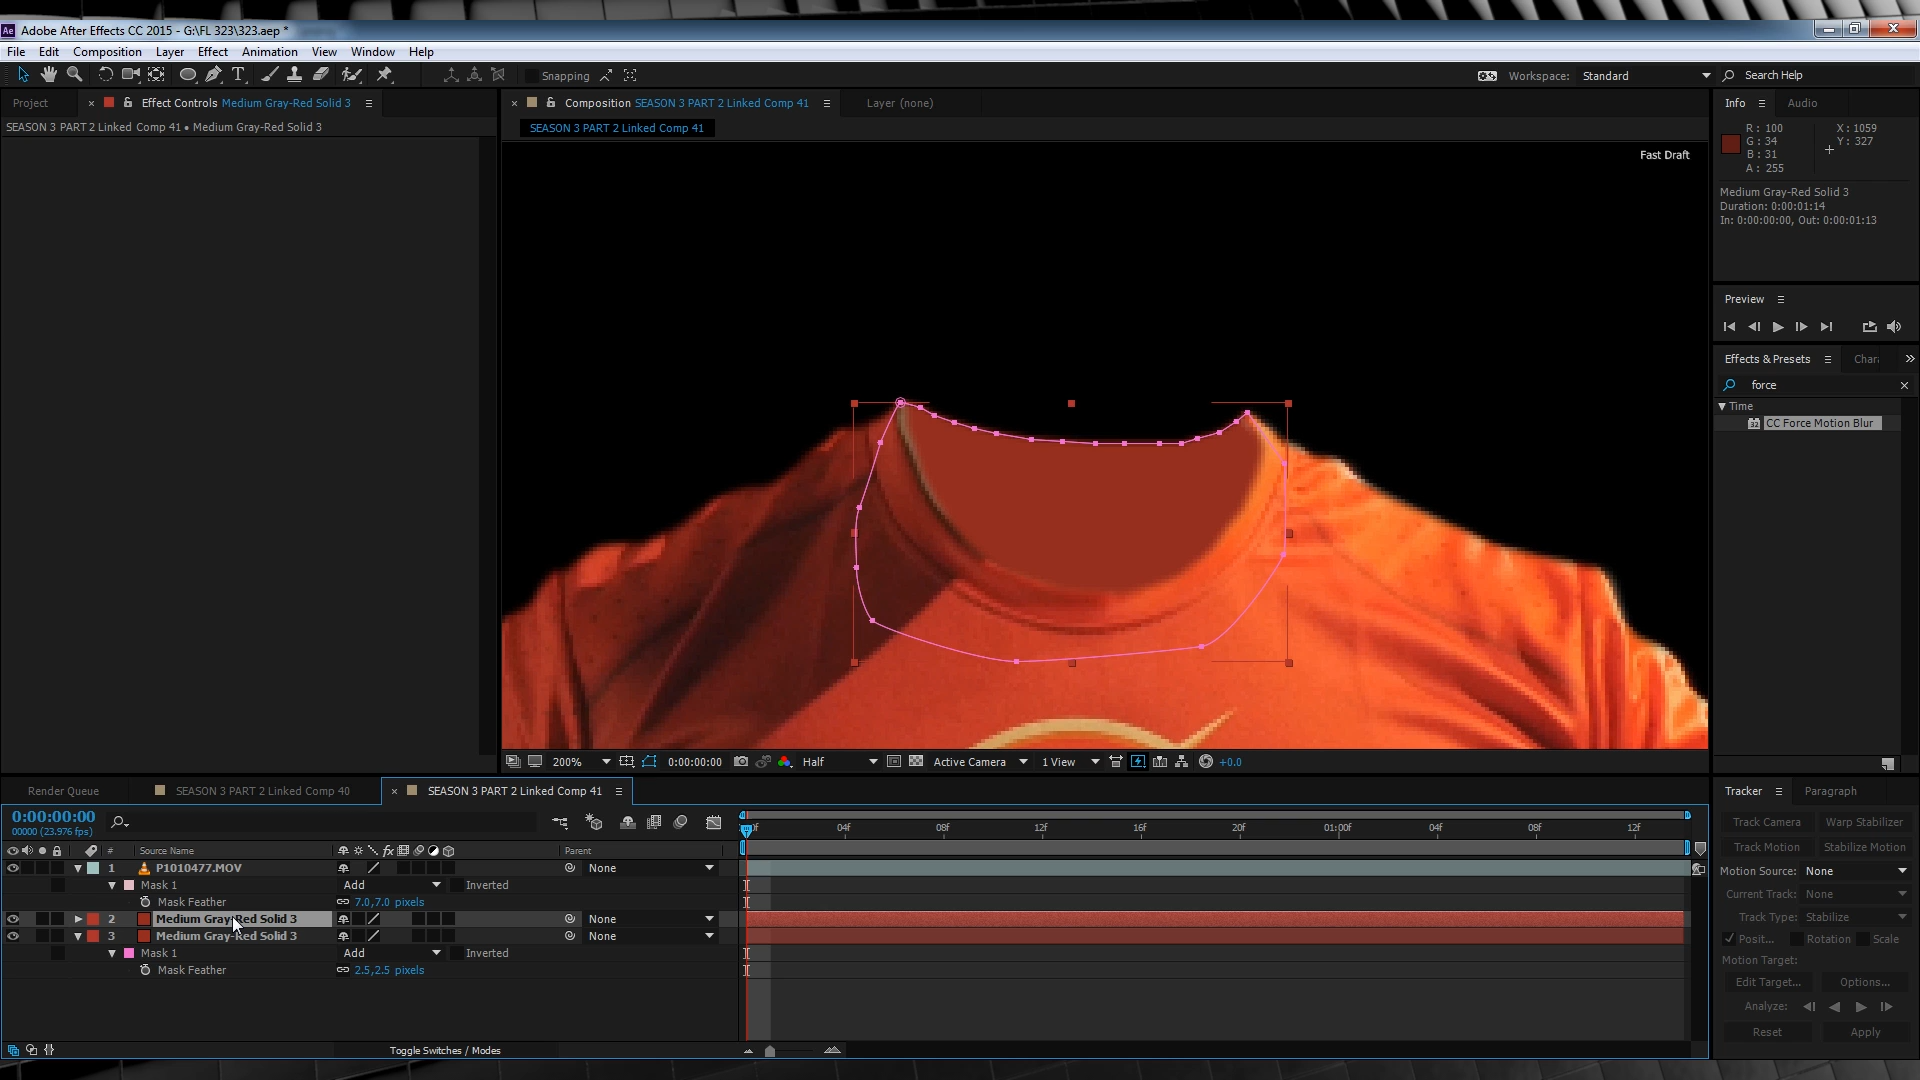 Ae Adobe After Effects CC 2015 - G:\FL 323\323.aep *
File Edit Composition Layer Effect Animation View Window Help
T Snapping Workspace: Standard Search Help
Project × Effect Controls Medium Gray-Red Solid 3
SEASON 3 PART 2 Linked Comp 41 • Medium Gray-Red Solid 3
× Composition SEASON 3 PART 2 Linked Comp 41 Layer (none)
SEASON 3 PART 2 Linked Comp 41
Fast Draft
200% 0:00:00:00 Half Active Camera 1 View +0.0
Info Audio
R: 100 X: 1059
G: 34 Y: 327
B: 31
A: 255
Medium Gray-Red Solid 3
Duration: 0:00:01:14
In: 0:00:00:00, Out: 0:00:01:13
Preview
Effects & Presets Char
force ×
Time
32 CC Force Motion Blur
Render Queue SEASON 3 PART 2 Linked Comp 40 × SEASON 3 PART 2 Linked Comp 41
0:00:00:00
00000 (23.976 fps)
04f 08f 12f 16f 20f 01:00f 04f 08f 12f
# Source Name fx Parent
1 P1010477.MOV None
Mask 1 Add Inverted
Mask Feather 7.0,7.0 pixels
2 Medium Gray-Red Solid 3 None
3 Medium Gray-Red Solid 3 None
Mask 1 Add Inverted
Mask Feather 2.5,2.5 pixels
Toggle Switches / Modes
Tracker Paragraph
Track Camera Warp Stabilizer
Track Motion Stabilize Motion
Motion Source: None
Current Track: None
Track Type: Stabilize
Posit... Rotation Scale
Motion Target:
Edit Target... Options...
Analyze:
Reset Apply